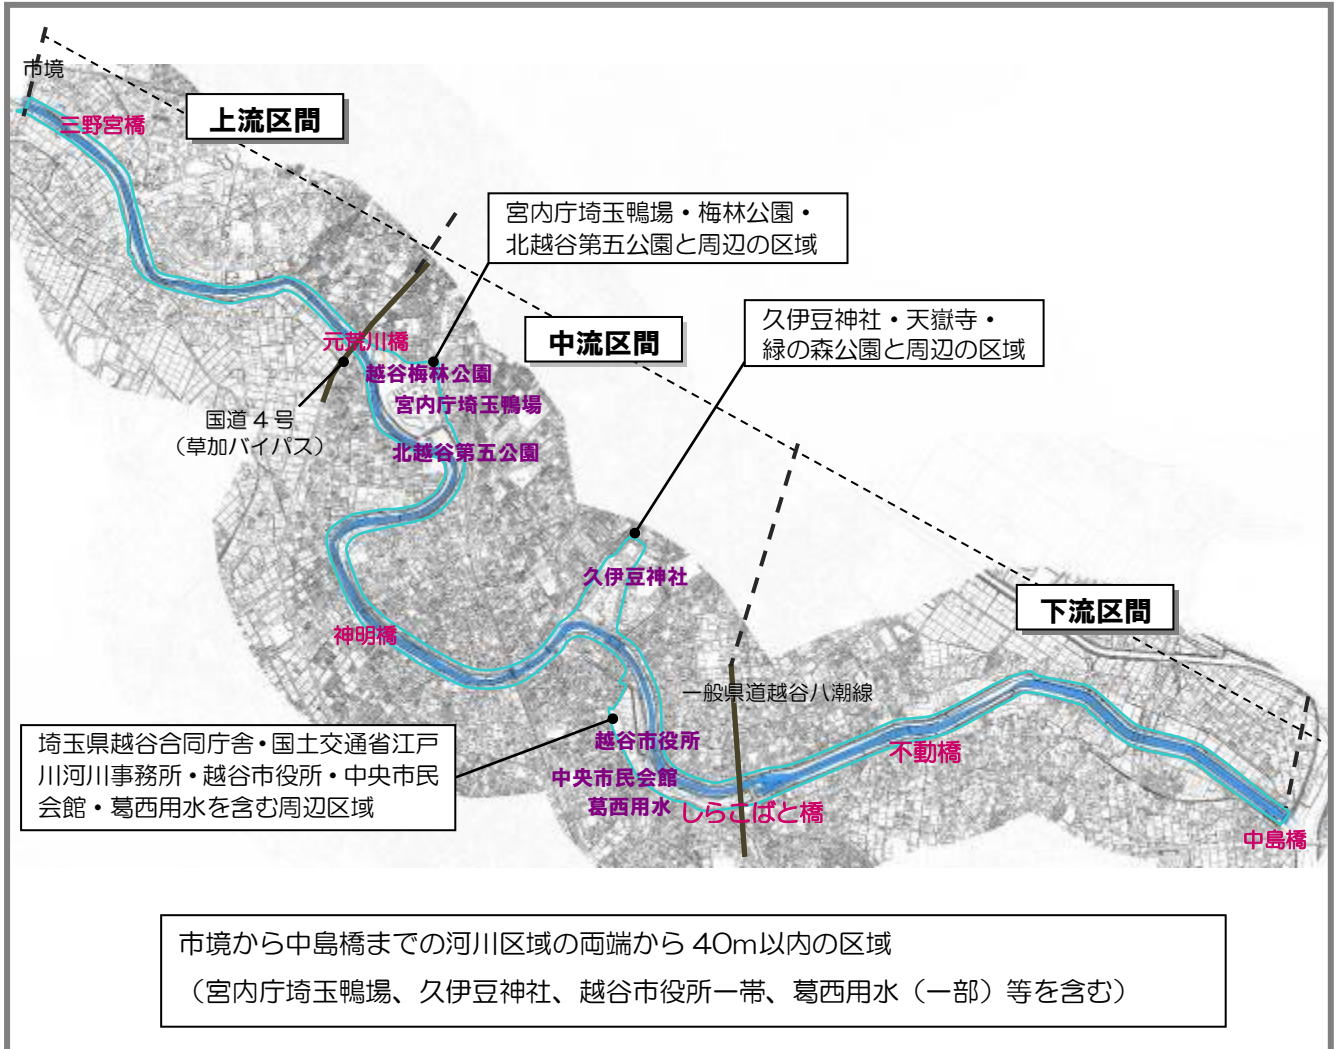 市境
三野宮橋
上流区間
宮内庁埼玉鴨場・梅林公園・
北越谷第五公園と周辺の区域
久伊豆神社・天嶽寺・
緑の森公園と周辺の区域
中流区間
元荒川橋
越谷梅林公園
宮内庁埼玉鴨場
国道4号
（草加バイパス）
北越谷第五公園
久伊豆神社
下流区間
神明橋
一般県道越谷八潮線
埼玉県越谷合同庁舎・国土交通省江戸
川河川事務所・越谷市役所・中央市民
会館・葛西用水を含む周辺区域
越谷市役所
不動橋
中央市民会館
葛西用水
しらこばと橋
中島橋
市境から中島橋までの河川区域の両端から 40m以内の区域
（宮内庁埼玉鴨場、久伊豆神社、越谷市役所一帯、葛西用水（一部）等を含む）